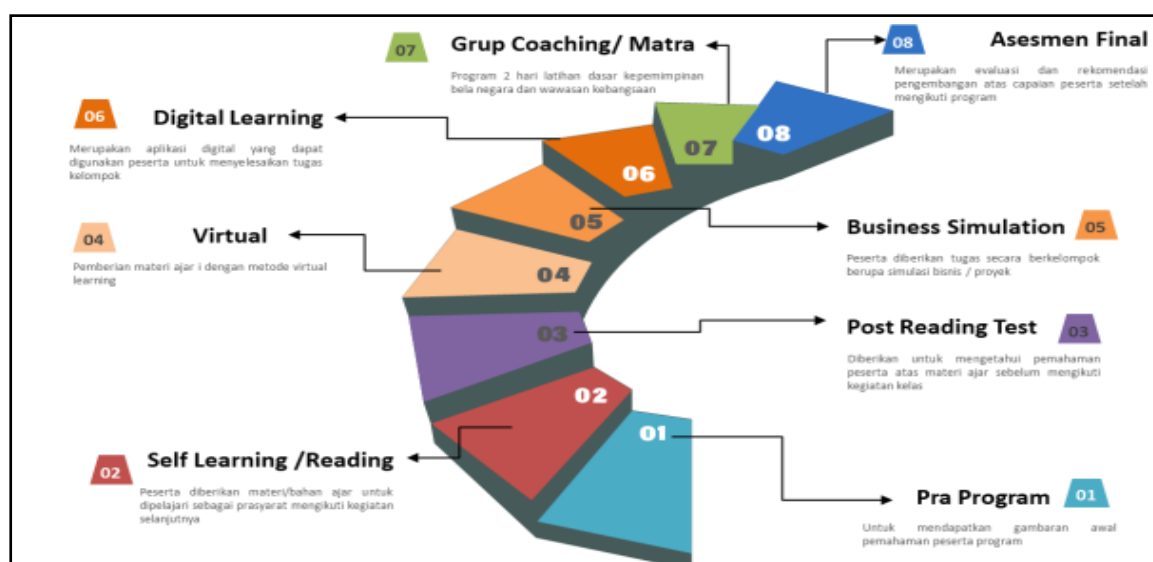 07
Grup Coaching/ Matra
Program 2 hari latihan dasar kepemimpinan
bela negara dan wawasan kebangsaan
08
Asesmen Final
Merupakan evaluasi dan rekomendasi
pengembangan atas capaian peserta setelah
mengikuti program
06
Digital Learning
Merupakan aplikasi digital yang dapat
digunakan peserta untuk menyelesaikan tugas
kelompok
04
Virtual
Pemberian materi ajar i dengan metode virtual
learning
Business Simulation
05
Peserta diberikan tugas secara berkelompok
berupa simulasi bisnis / proyek
Post Reading Test
03
Diberikan untuk mengetahui pemahaman
peserta atas materi ajar sebelum mengikuti
kegiatan kelas
02
Self Learning /Reading
Peserta diberikan materi/bahan ajar untuk
dipelajari sebagai prasyarat mengikuti kegiatan
selanjutnya
Pra Program
01
Untuk mendapatkan gambaran awal
pemahaman peserta program
08
07
06
05
04
03
02
01